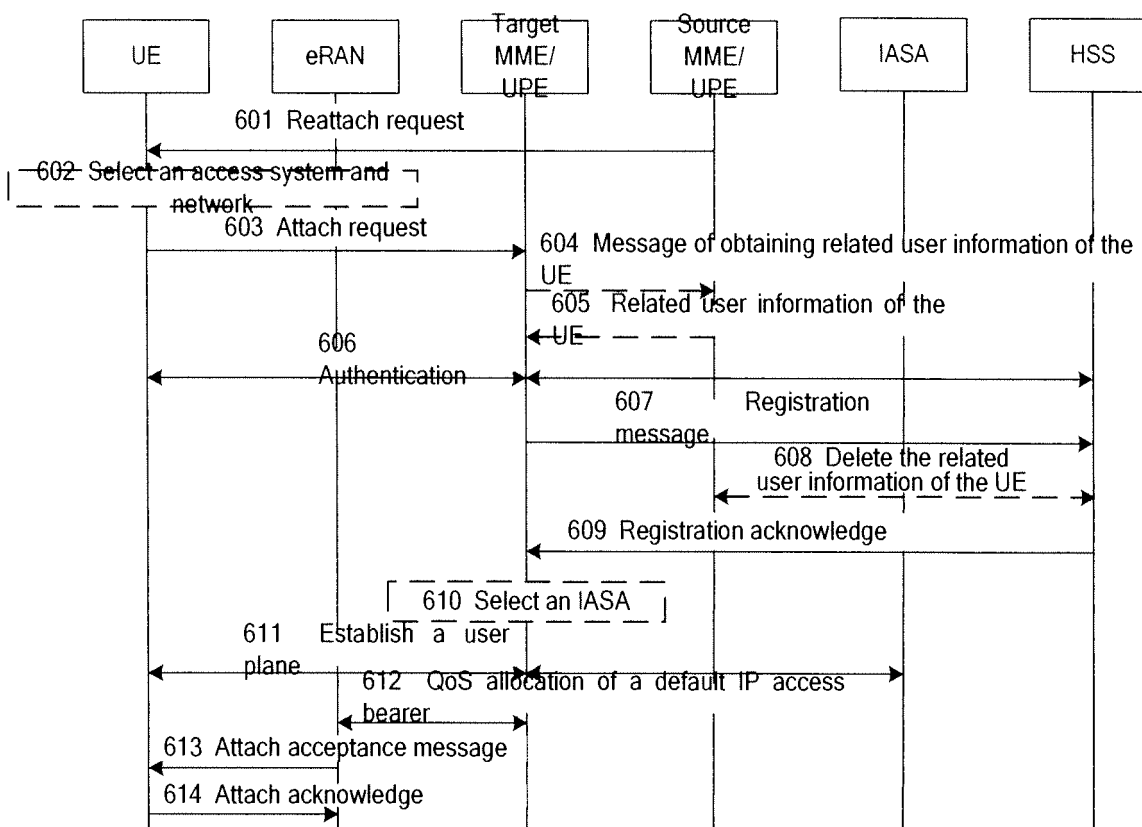 UE
eRAN
Target
MME/
UPE
Source
MME/
UPE
IASA
HSS
601 Reattach request
602 Select an access system and
network
603 Attach request
604 Message of obtaining related user information of the
UE
605 Related user information of the
UE
606
Authentication
607 Registration
message
608 Delete the related
user information of the UE
609 Registration acknowledge
610 Select an IASA
611 Establish a user
plane
612 QoS allocation of a default IP access
bearer
613 Attach acceptance message
614 Attach acknowledge